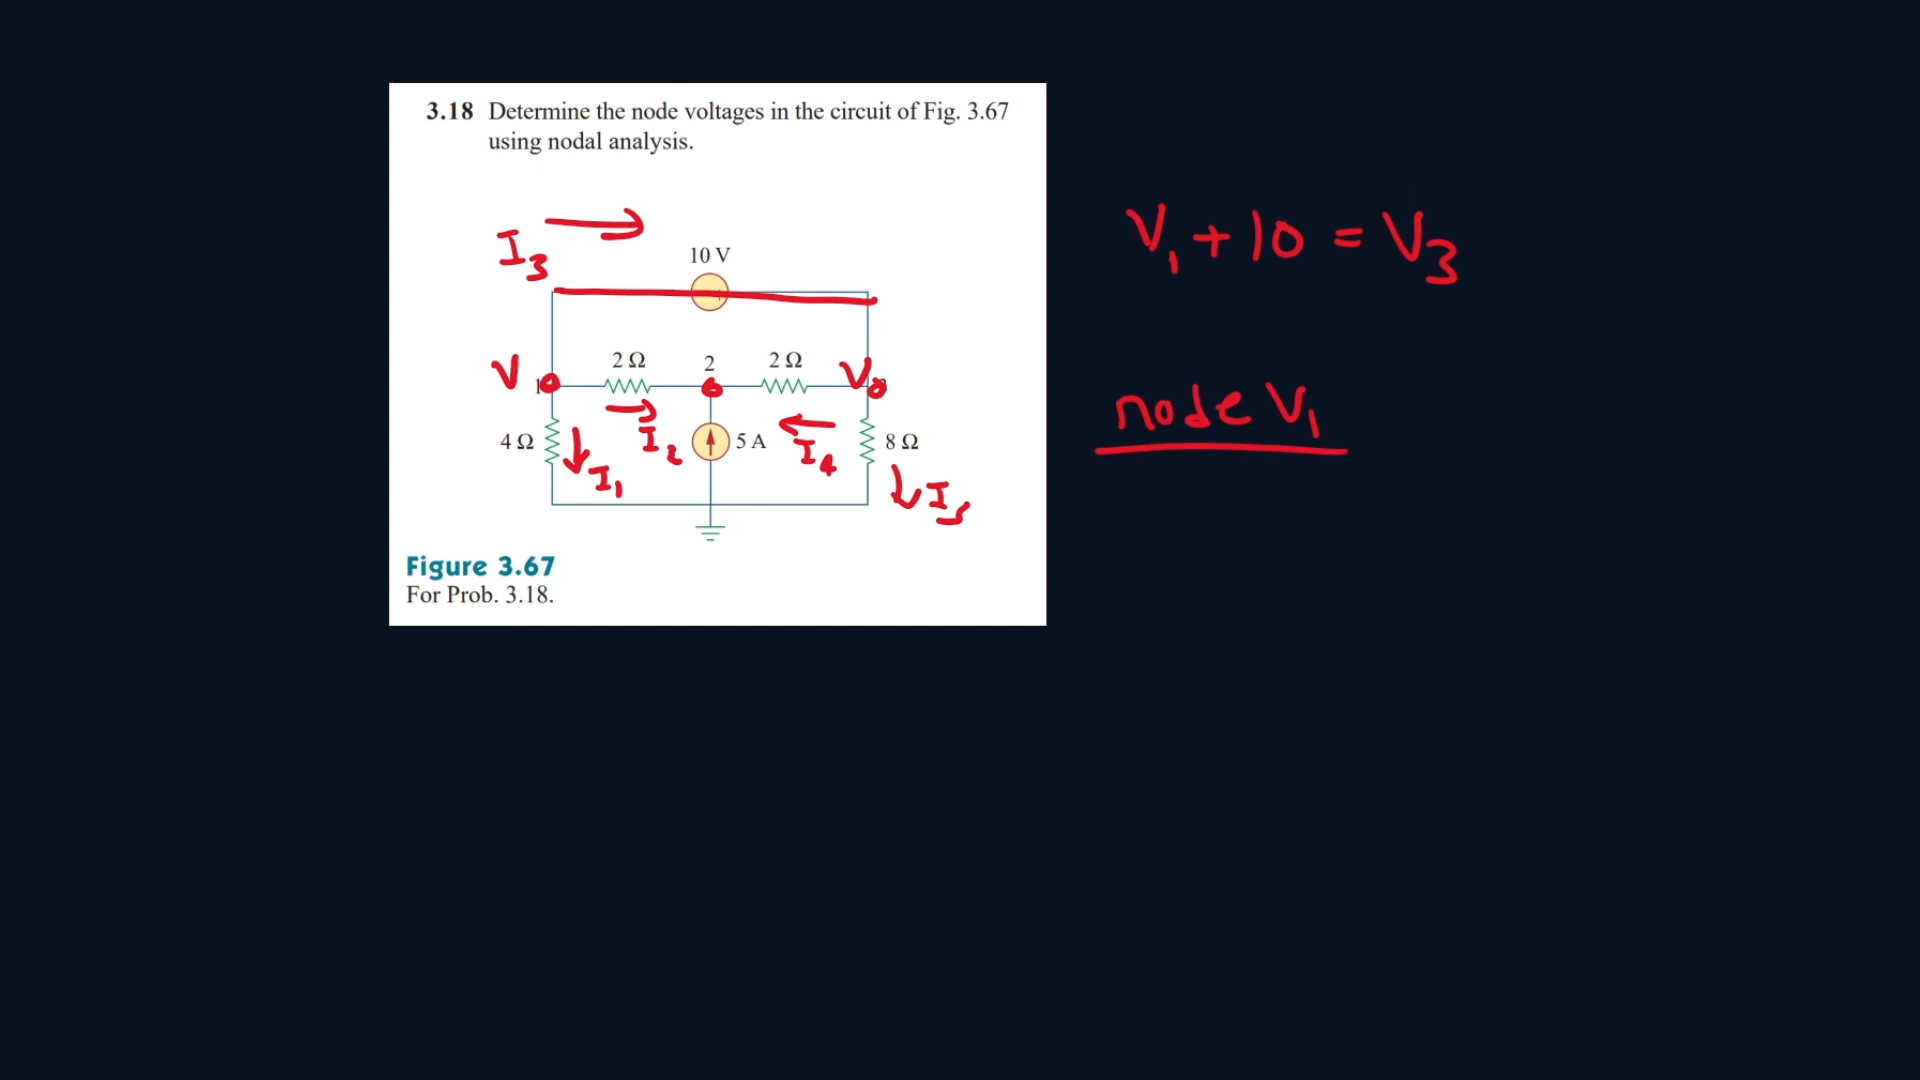 3.18 Determine the node voltages in the circuit of Fig. 3.67
using nodal analysis.
I3
10 V
V1 + 10 = V3
2 Ω 2 2 Ω
V 1 V
node V1
4 Ω I1 I2 5 A I4 8 Ω
I5
Figure 3.67
For Prob. 3.18.